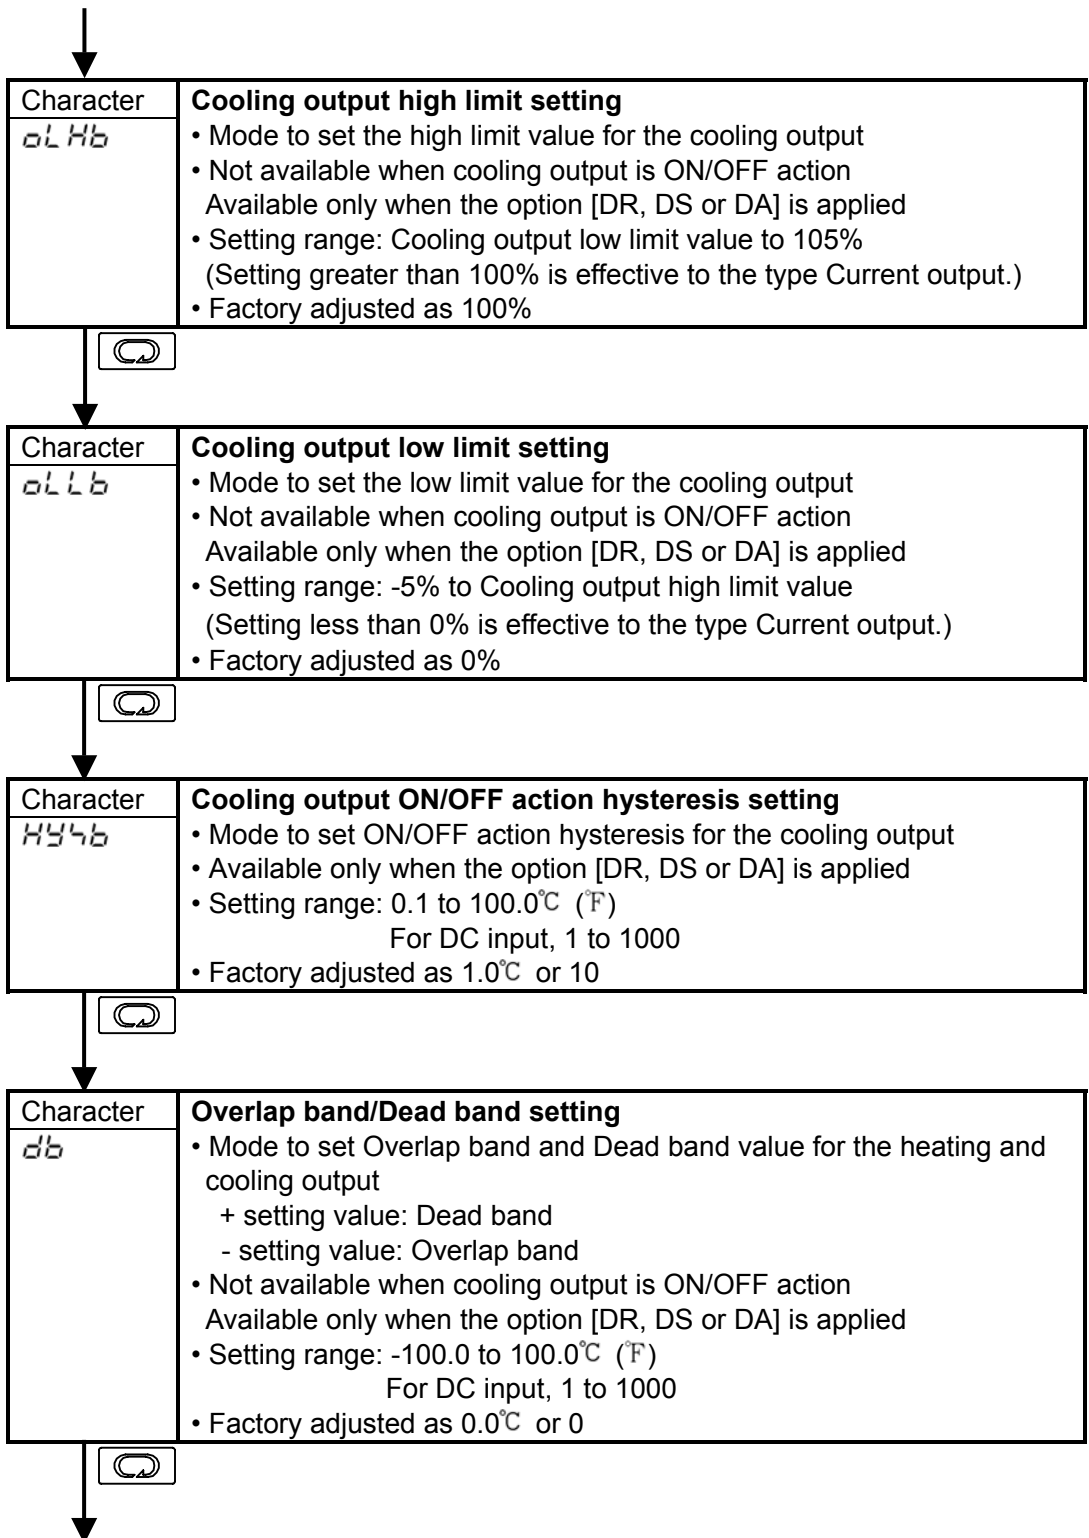 Character
Cooling output high limit setting
oLHb
• Mode to set the high limit value for the cooling output
• Not available when cooling output is ON/OFF action
Available only when the option [DR, DS or DA] is applied
• Setting range: Cooling output low limit value to 105%
(Setting greater than 100% is effective to the type Current output.)
• Factory adjusted as 100%
Character
Cooling output low limit setting
oLLb
• Mode to set the low limit value for the cooling output
• Not available when cooling output is ON/OFF action
Available only when the option [DR, DS or DA] is applied
• Setting range: -5% to Cooling output high limit value
(Setting less than 0% is effective to the type Current output.)
• Factory adjusted as 0%
Character
Cooling output ON/OFF action hysteresis setting
HYSb
• Mode to set ON/OFF action hysteresis for the cooling output
• Available only when the option [DR, DS or DA] is applied
• Setting range: 0.1 to 100.0℃ (℉)
For DC input, 1 to 1000
• Factory adjusted as 1.0℃ or 10
Character
Overlap band/Dead band setting
db
• Mode to set Overlap band and Dead band value for the heating and
cooling output
+ setting value: Dead band
- setting value: Overlap band
• Not available when cooling output is ON/OFF action
Available only when the option [DR, DS or DA] is applied
• Setting range: -100.0 to 100.0℃ (℉)
For DC input, 1 to 1000
• Factory adjusted as 0.0℃ or 0